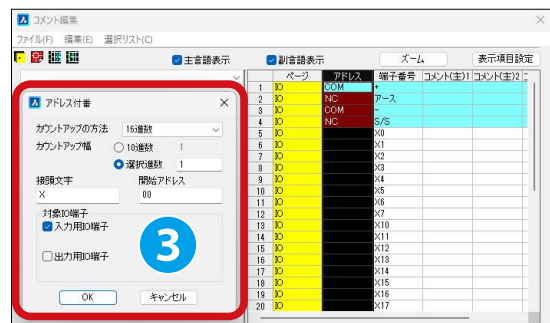 コメント編集
ファイル(F) 編集(E) 選択リスト(C)
主言語表示 副言語表示 ズーム 表示項目設定
ページ アドレス 端子番号 コメント(主)1 コメント(主)2
1 IO COM +
2 IO NC アース
3 IO COM -
4 IO NC S/S
5 IO X0
6 IO X1
7 IO X2
8 IO X3
9 IO X4
10 IO X5
11 IO X6
12 IO X7
13 IO X10
14 IO X11
15 IO X12
16 IO X13
17 IO X14
18 IO X15
19 IO X16
20 IO X17
アドレス付番
カウントアップの方法 16進数
カウントアップ幅 10進数 1
選択進数 1
接頭文字 開始アドレス
X 00
対象IO端子
入力用IO端子
出力用IO端子
3
OK キャンセル